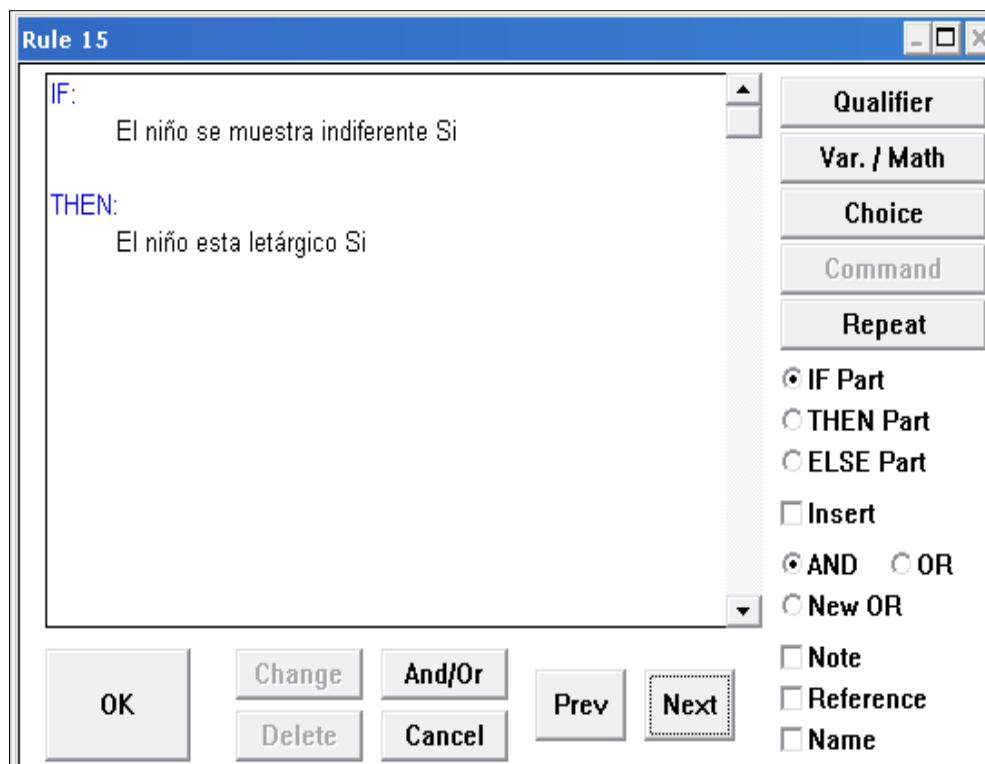 Rule 15
IF:
El niño se muestra indiferente Si
THEN:
El niño esta letárgico Si
Qualifier
Var. / Math
Choice
Command
Repeat
IF Part
THEN Part
ELSE Part
Insert
AND OR
New OR
Note
Reference
Name
OK
Change
And/Or
Delete
Cancel
Prev
Next